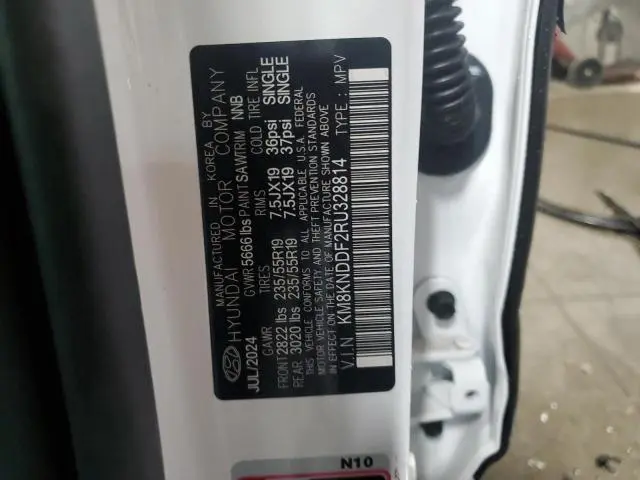 MANUFACTURED IN KOREA BY
HYUNDAI MOTOR COMPANY
JUL/2024 GVWR 5666 lbs PAINT SAW TRIM NNB
GAWR TIRES RIMS COLD TIRE INFL
FRONT 2822 lbs 235/55R19 7.5JX19 36psi SINGLE
REAR 3020 lbs 235/55R19 7.5JX19 37psi SINGLE
THIS VEHICLE CONFORMS TO ALL APPLICABLE U.S.A. FEDERAL
MOTOR VEHICLE SAFETY AND THEFT PREVENTION STANDARDS
IN EFFECT ON THE DATE OF MANUFACTURE SHOWN ABOVE
V.I.N KM8KNDDF2RU328814 TYPE : MPV
N10